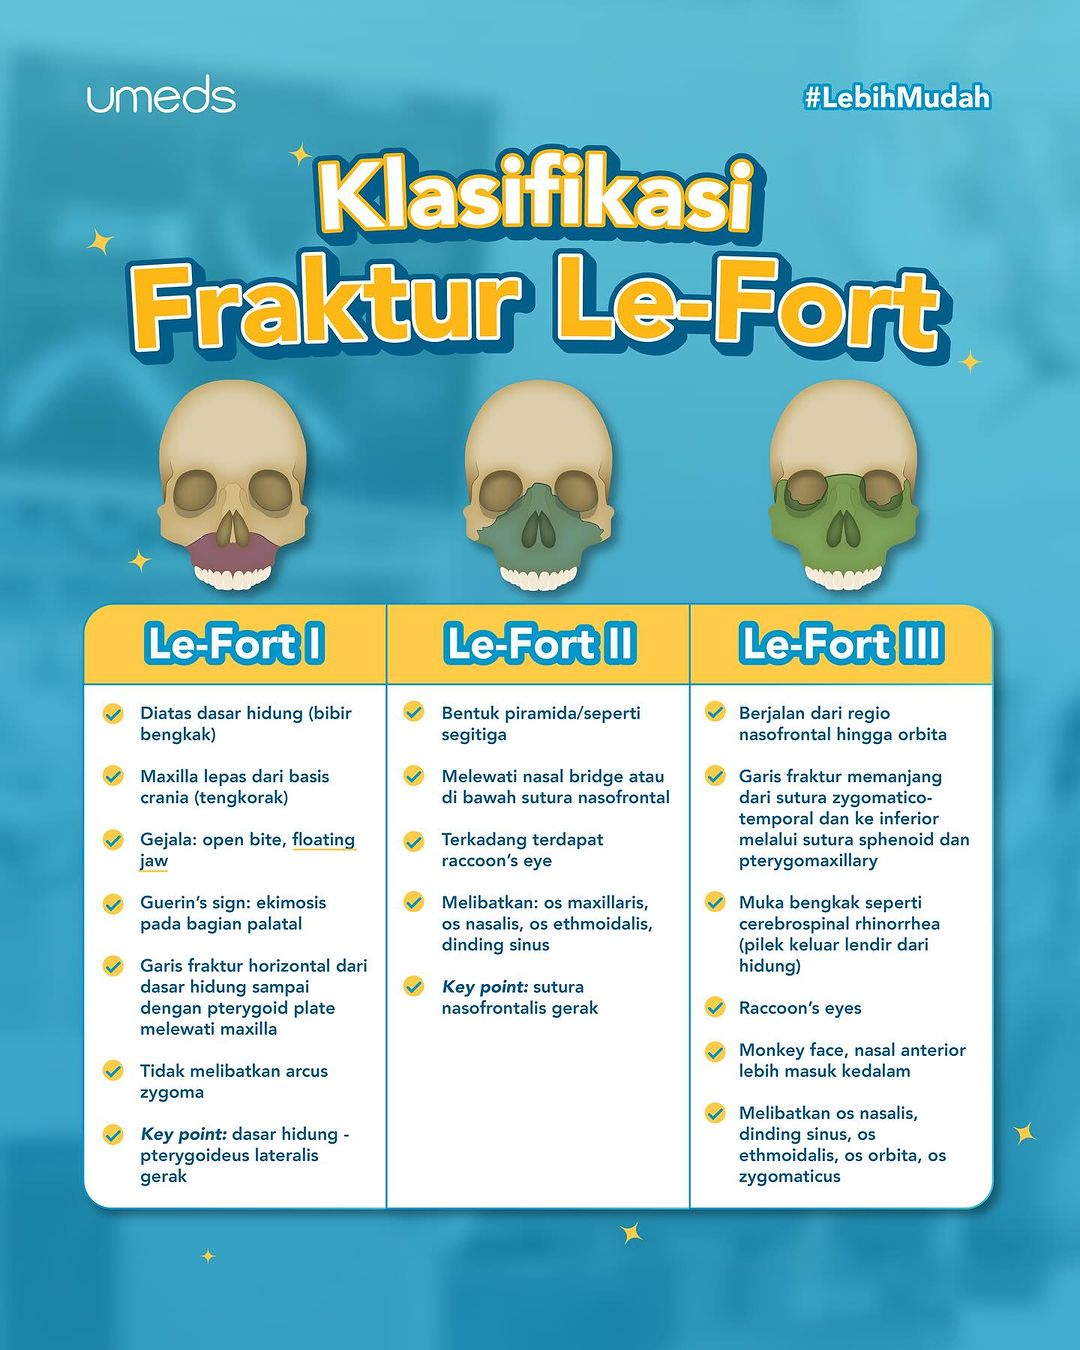 umeds
#LebihMudah
Klasifikasi
Fraktur Le-Fort
Le-Fort I
Diatas dasar hidung (bibir
bengkak)
Maxilla lepas dari basis
crania (tengkorak)
Gejala: open bite, floating
jaw
Guerin's sign: ekimosis
pada bagian palatal
Garis fraktur horizontal dari
dasar hidung sampai
dengan pterygoid plate
melewati maxilla
Tidak melibatkan arcus
zygoma
Key point: dasar hidung -
pterygoideus lateralis
gerak
Le-Fort II
Bentuk piramida/seperti
segitiga
Melewati nasal bridge atau
di bawah sutura nasofrontal
Terkadang terdapat
raccoon's eye
Melibatkan: os maxillaris,
os nasalis, os ethmoidalis,
dinding sinus
Key point: sutura
nasofrontalis gerak
Le-Fort III
Berjalan dari regio
nasofrontal hingga orbita
Garis fraktur memanjang
dari sutura zygomatico-
temporal dan ke inferior
melalui sutura sphenoid dan
pterygomaxillary
Muka bengkak seperti
cerebrospinal rhinorrhea
(pilek keluar lendir dari
hidung)
Raccoon's eyes
Monkey face, nasal anterior
lebih masuk kedalam
Melibatkan os nasalis,
dinding sinus, os
ethmoidalis, os orbita, os
zygomaticus